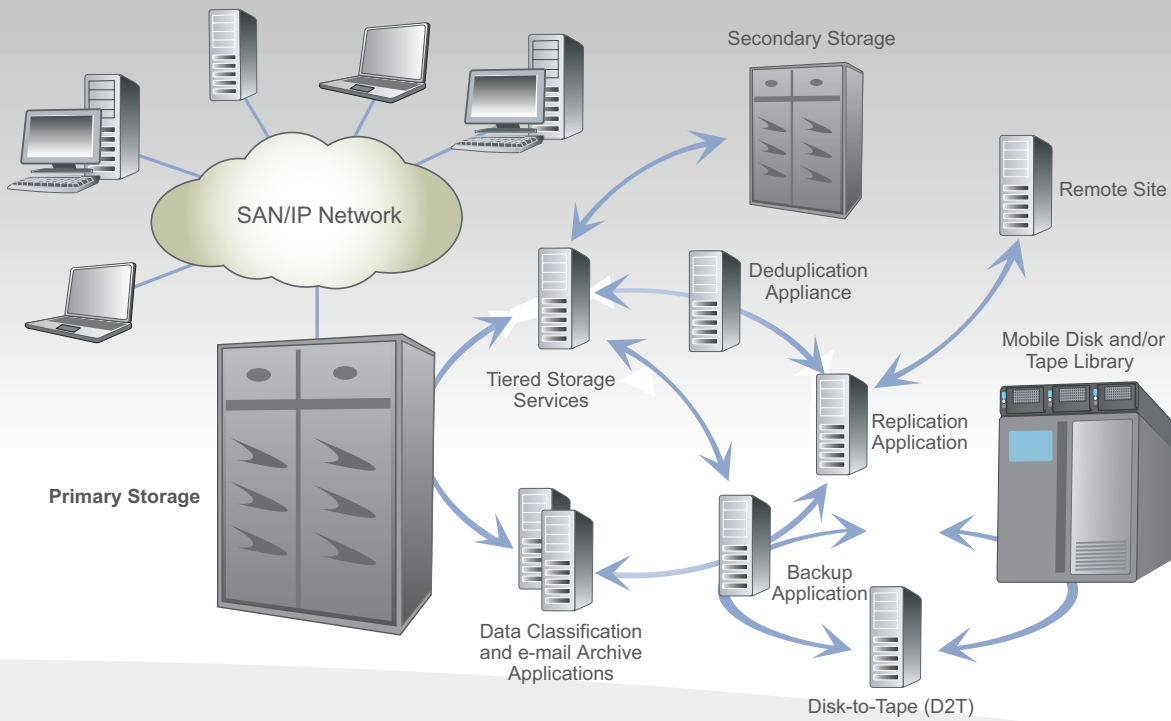 Secondary Storage
SAN/IP Network
Remote Site
Deduplication
Appliance
Mobile Disk and/or
Tape Library
Tiered Storage
Services
Replication
Application
Primary Storage
Backup
Application
Data Classification
and e-mail Archive
Applications
Disk-to-Tape (D2T)